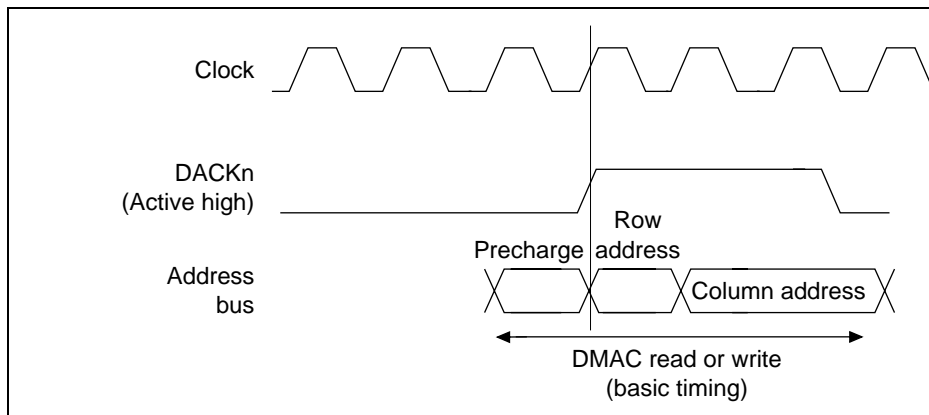 Clock
DACKn
(Active high)
Row
Precharge address
Address
bus
Column address
DMAC read or write
(basic timing)